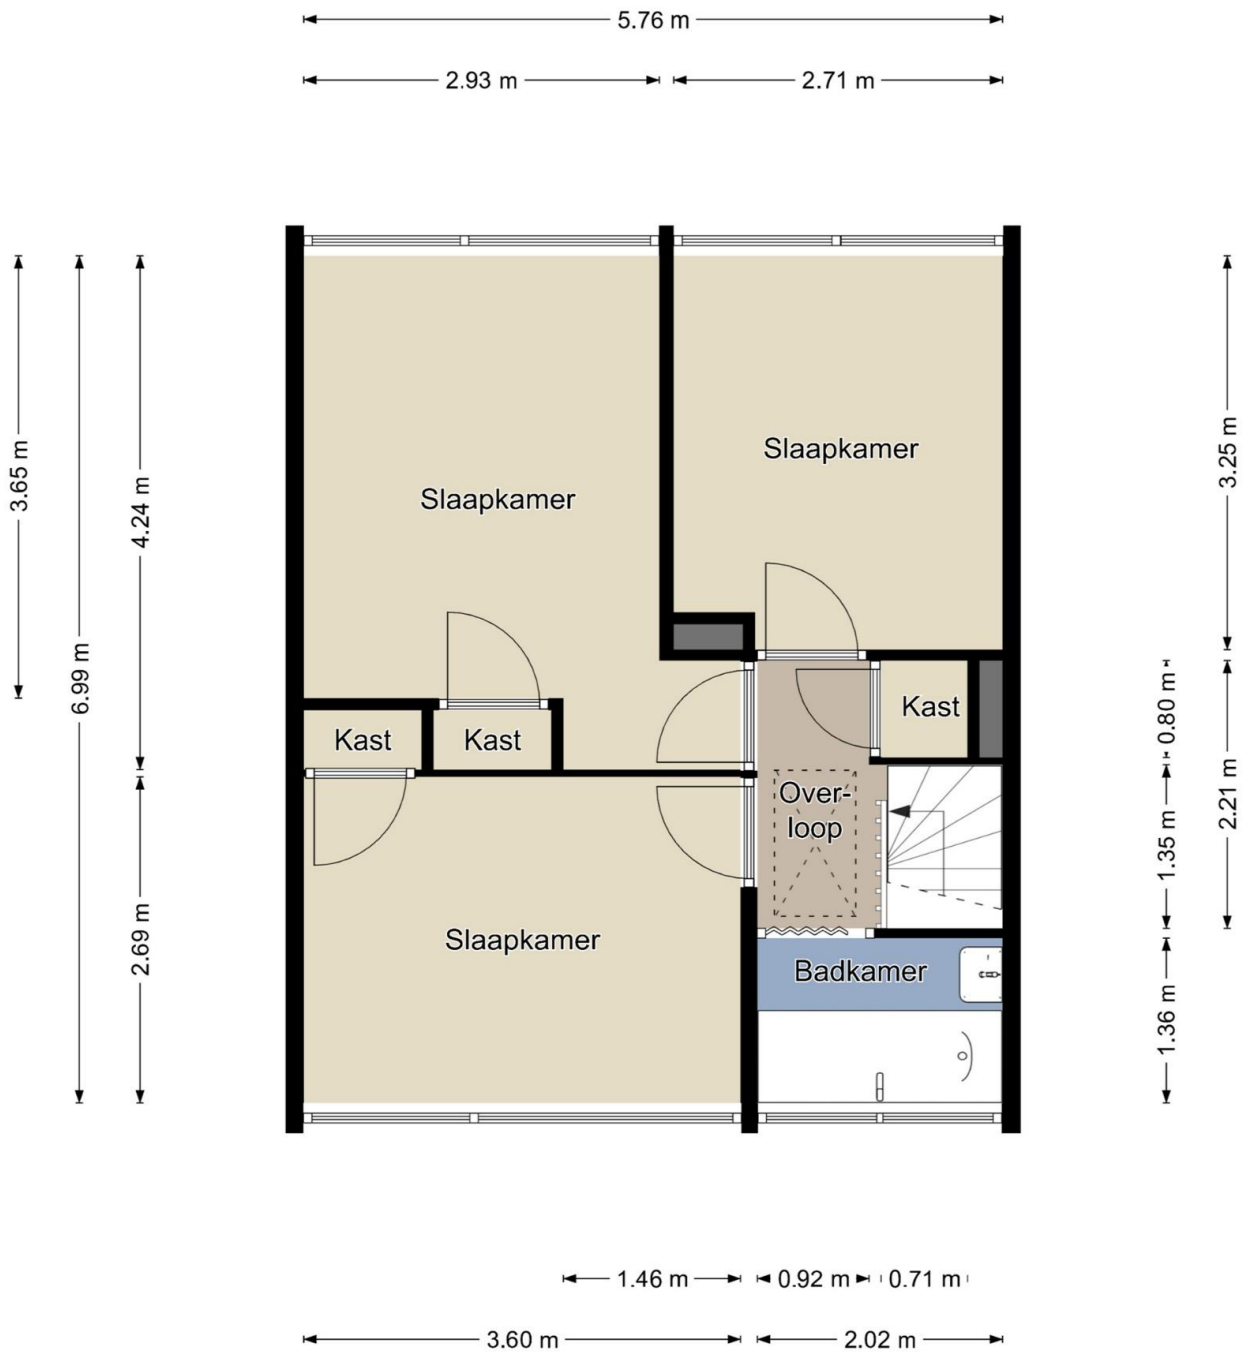 5.76 m
2.93 m
2.71 m
3.65 m
6.99 m
4.24 m
2.69 m
3.25 m
0.80 m
2.21 m
1.35 m
1.36 m
Slaapkamer
Slaapkamer
Kast
Kast
Kast
Over-
loop
Slaapkamer
Badkamer
1.46 m
0.92 m
0.71 m
3.60 m
2.02 m